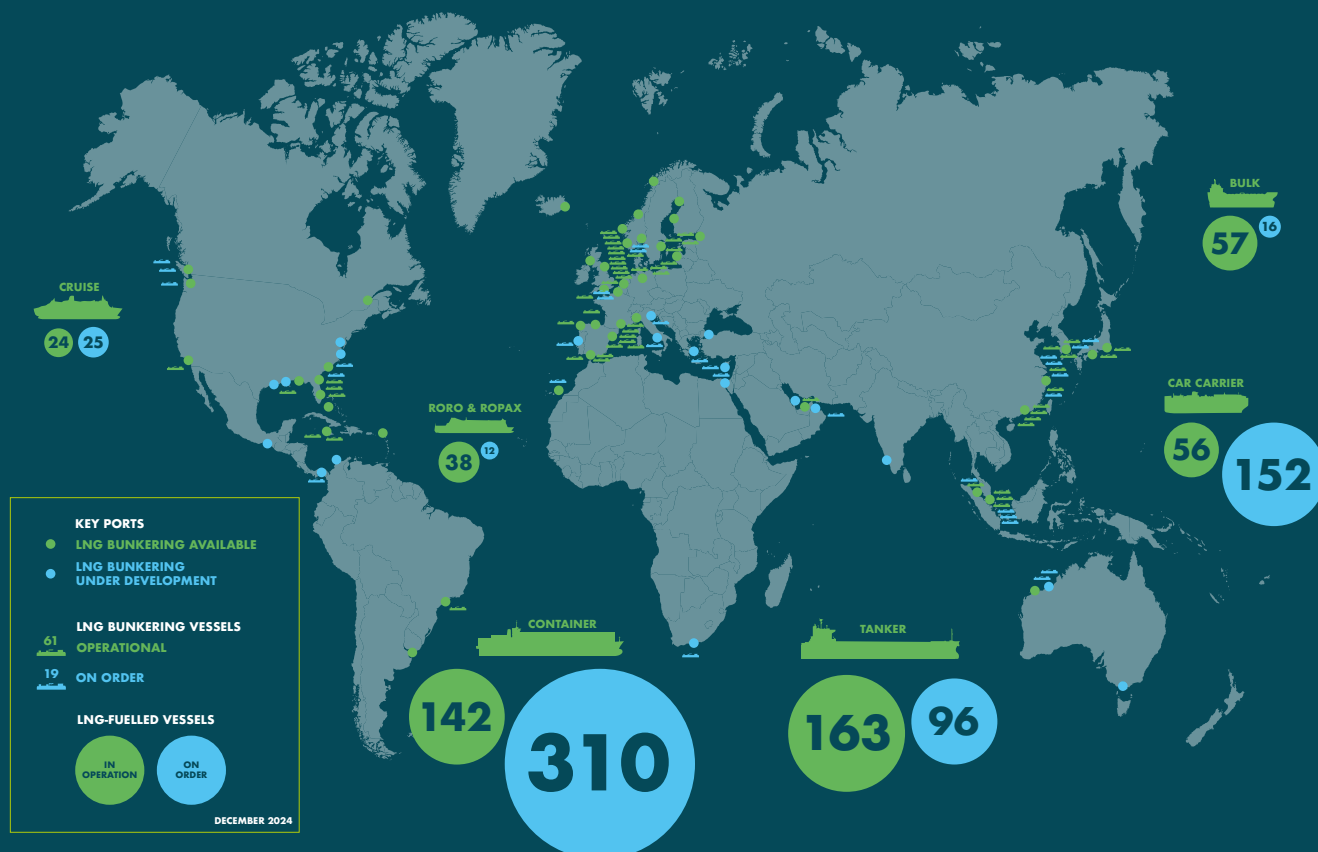 BULK
57
16
CRUISE
24
25
CAR CARRIER
56
152
RORO & ROPAX
38
12
KEY PORTS
LNG BUNKERING AVAILABLE
LNG BUNKERING
UNDER DEVELOPMENT
LNG BUNKERING VESSELS
61
OPERATIONAL
19
ON ORDER
LNG-FUELLED VESSELS
IN
OPERATION
ON
ORDER
DECEMBER 2024
CONTAINER
142
310
TANKER
163
96